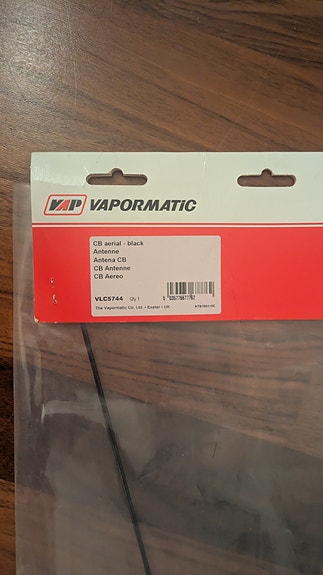 VAP VAPORMATIC
CB aerial - black
Antenne
Antena CB
CB Antenne
CB Aereo
VLC5744 Qty 1
The Vapormatic Co. Ltd. • Exeter • UK